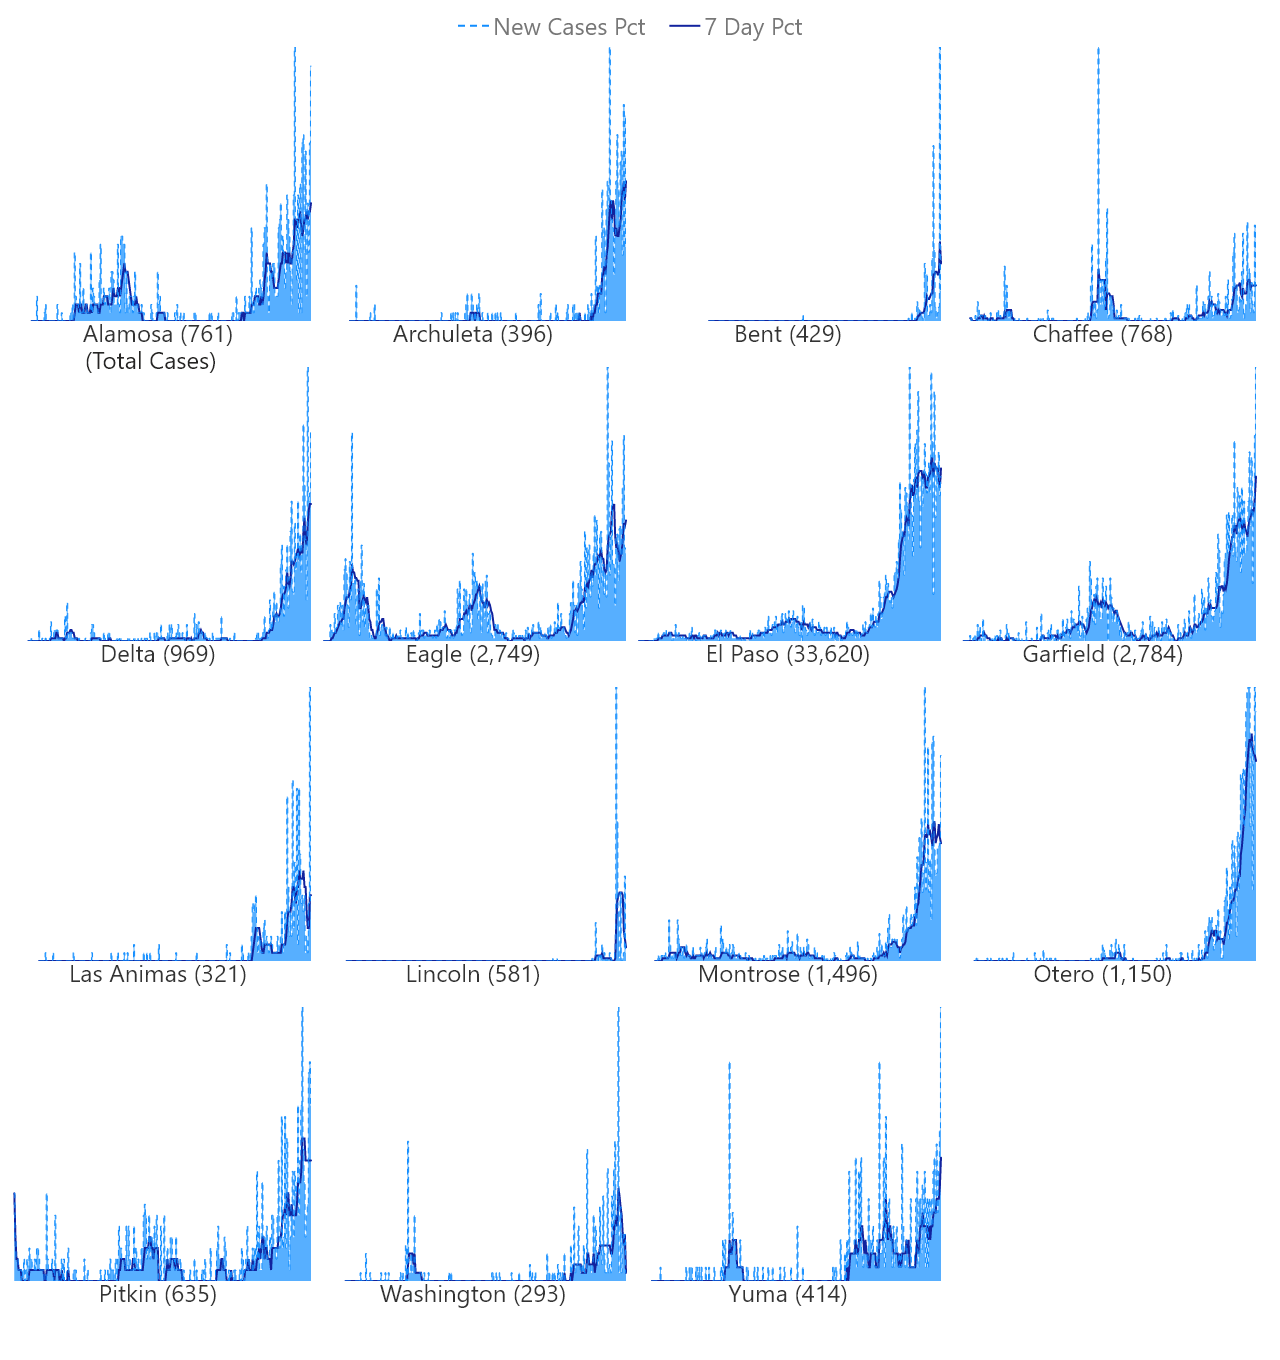 New Cases Pct 7 Day Pct
Alamosa (761) Archuleta (396) Bent (429) Chaffee (768)
(Total Cases)
Delta (969) Eagle (2,749) El Paso (33,620) Garfield (2,784)
Las Animas (321) Lincoln (581) Montrose (1,496) Otero (1,150)
Pitkin (635) Washington (293) Yuma (414)